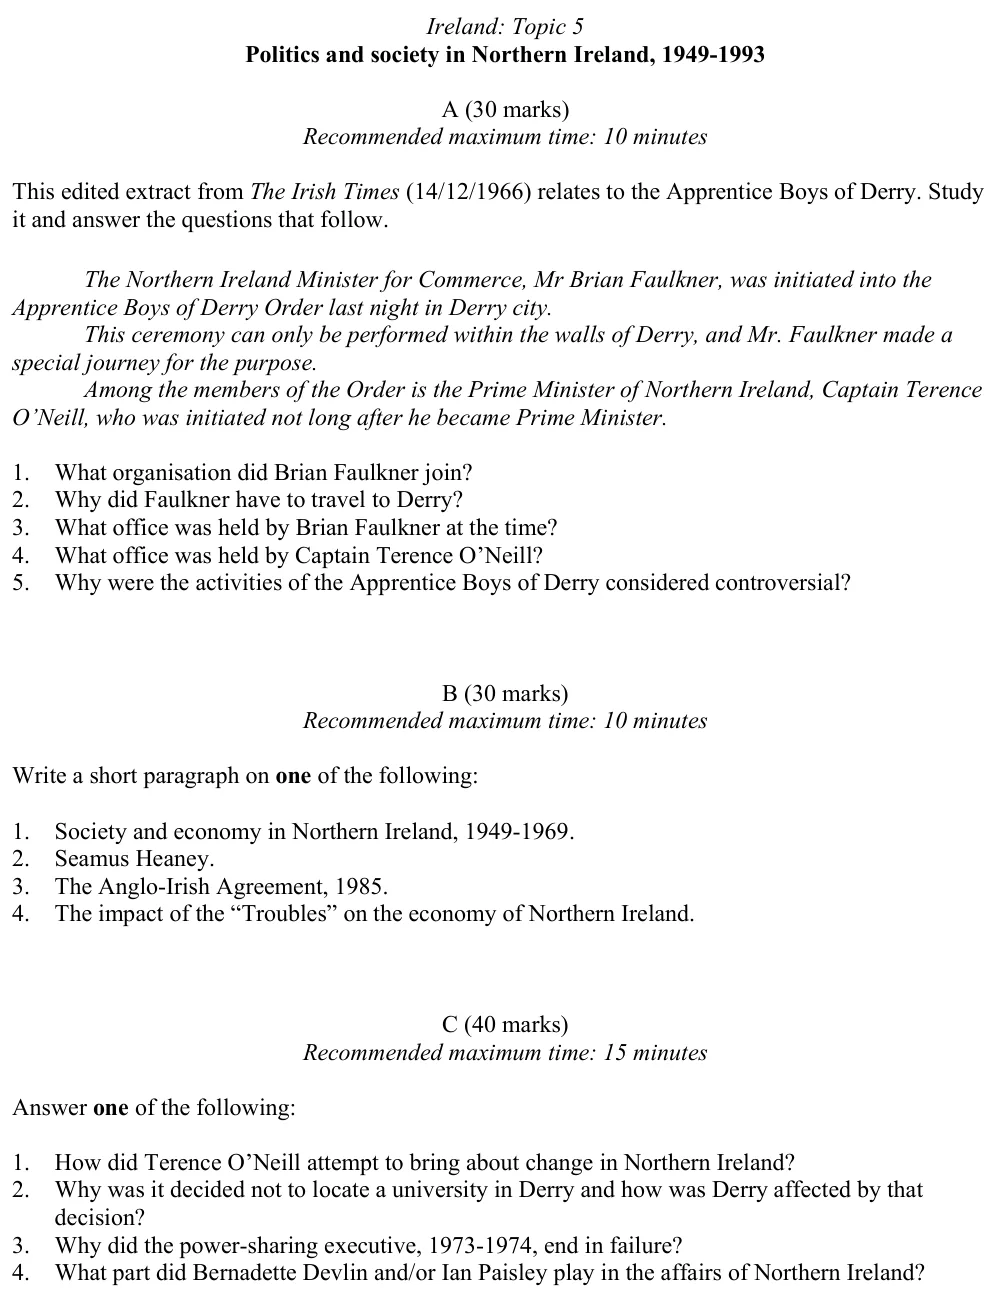 Ireland: Topic 5
Politics and society in Northern Ireland, 1949-1993
A (30 marks)
Recommended maximum time: 10 minutes
This edited extract from The Irish Times (14/12/1966) relates to the Apprentice Boys of Derry. Study
it and answer the questions that follow.
The Northern Ireland Minister for Commerce, Mr Brian Faulkner, was initiated into the
Apprentice Boys of Derry Order last night in Derry city.
This ceremony can only be performed within the walls of Derry, and Mr. Faulkner made a
special journey for the purpose.
Among the members of the Order is the Prime Minister of Northern Ireland, Captain Terence
O’Neill, who was initiated not long after he became Prime Minister.
1. What organisation did Brian Faulkner join?
2. Why did Faulkner have to travel to Derry?
3. What office was held by Brian Faulkner at the time?
4. What office was held by Captain Terence O’Neill?
5. Why were the activities of the Apprentice Boys of Derry considered controversial?
B (30 marks)
Recommended maximum time: 10 minutes
Write a short paragraph on one of the following:
1. Society and economy in Northern Ireland, 1949-1969.
2. Seamus Heaney.
3. The Anglo-Irish Agreement, 1985.
4. The impact of the “Troubles” on the economy of Northern Ireland.
C (40 marks)
Recommended maximum time: 15 minutes
Answer one of the following:
1. How did Terence O’Neill attempt to bring about change in Northern Ireland?
2. Why was it decided not to locate a university in Derry and how was Derry affected by that
decision?
3. Why did the power-sharing executive, 1973-1974, end in failure?
4. What part did Bernadette Devlin and/or Ian Paisley play in the affairs of Northern Ireland?